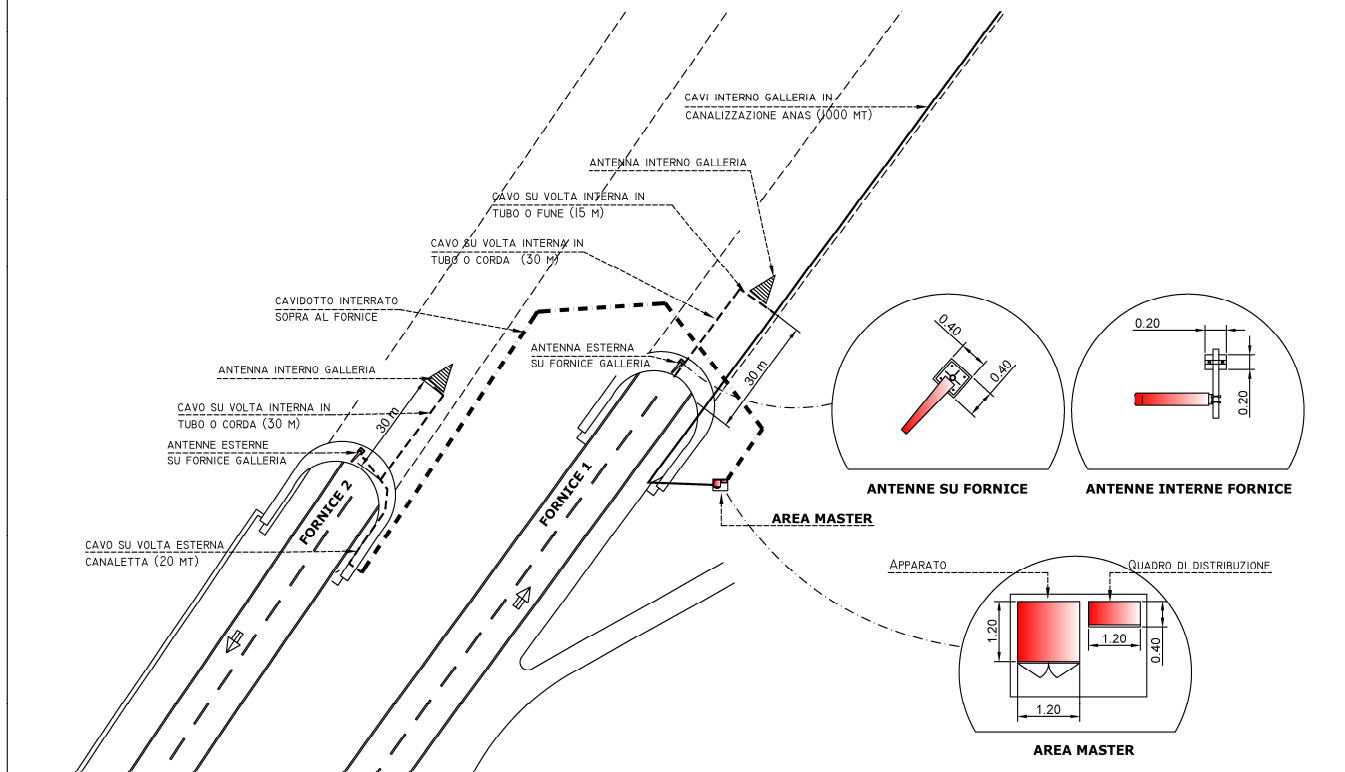 CAVI INTERNO GALLERIA IN
CANALIZZAZIONE ANAS (1000 MT)
ANTENNA INTERNO GALLERIA
CAVO SU VOLTA INTERNA IN
TUBO O FUNE (15 M)
CAVO SU VOLTA INTERNA IN
TUBO O CORDA (30 M)
CAVIDOTTO INTERRATO
SOPRA AL FORNICE
ANTENNA ESTERNA
SU FORNICE GALLERIA
30 m
ANTENNA INTERNO GALLERIA
CAVO SU VOLTA INTERNA IN
TUBO O CORDA (30 M)
30 m
ANTENNE ESTERNE
SU FORNICE GALLERIA
FORNICE 2
FORNICE 1
CAVO SU VOLTA ESTERNA
CANALETTA (20 MT)
AREA MASTER
0.40
0.40
ANTENNE SU FORNICE
0.20
0.20
ANTENNE INTERNE FORNICE
APPARATO
QUADRO DI DISTRIBUZIONE
1.20
1.20
0.40
1.20
AREA MASTER